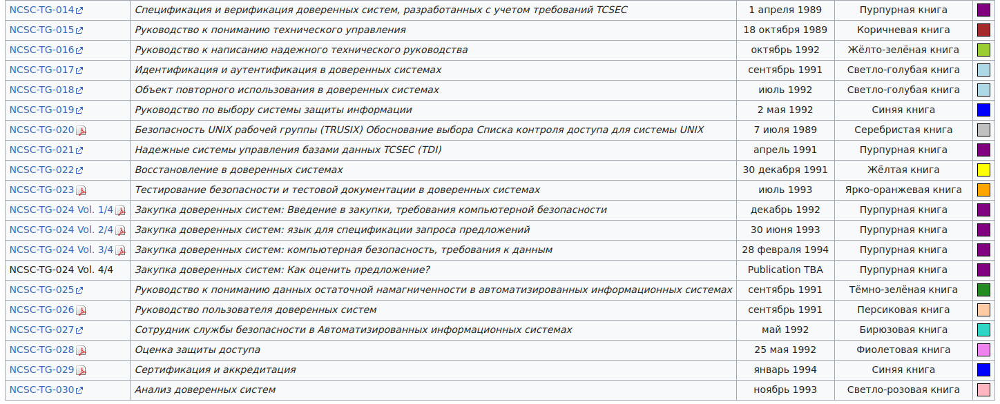 NCSC-TG-014 Спецификация и верификация доверенных систем, разработанных с учетом требований TCSEC 1 апреля 1989 Пурпурная книга
NCSC-TG-015 Руководство к пониманию технического управления 18 октября 1989 Коричневая книга
NCSC-TG-016 Руководство к написанию надежного технического руководства октябрь 1992 Жёлто-зелёная книга
NCSC-TG-017 Идентификация и аутентификация в доверенных системах сентябрь 1991 Светло-голубая книга
NCSC-TG-018 Объект повторного использования в доверенных системах июль 1992 Светло-голубая книга
NCSC-TG-019 Руководство по выбору системы защиты информации 2 мая 1992 Синяя книга
NCSC-TG-020 Безопасность UNIX рабочей группы (TRUSIX) Обоснование выбора Списка контроля доступа для системы UNIX 7 июля 1989 Серебристая книга
NCSC-TG-021 Надежные системы управления базами данных TCSEC (TDI) апрель 1991 Пурпурная книга
NCSC-TG-022 Восстановление в доверенных системах 30 декабря 1991 Жёлтая книга
NCSC-TG-023 Тестирование безопасности и тестовой документации в доверенных системах июль 1993 Ярко-оранжевая книга
NCSC-TG-024 Vol. 1/4 Закупка доверенных систем: Введение в закупки, требования компьютерной безопасности декабрь 1992 Пурпурная книга
NCSC-TG-024 Vol. 2/4 Закупка доверенных систем: язык для спецификации запроса предложений 30 июня 1993 Пурпурная книга
NCSC-TG-024 Vol. 3/4 Закупка доверенных систем: компьютерная безопасность, требования к данным 28 февраля 1994 Пурпурная книга
NCSC-TG-024 Vol. 4/4 Закупка доверенных систем: Как оценить предложение? Publication TBA Пурпурная книга
NCSC-TG-025 Руководство к пониманию данных остаточной намагниченности в автоматизированных информационных системах сентябрь 1991 Тёмно-зелёная книга
NCSC-TG-026 Руководство пользователя доверенных систем сентябрь 1991 Персиковая книга
NCSC-TG-027 Сотрудник службы безопасности в Автоматизированных информационных системах май 1992 Бирюзовая книга
NCSC-TG-028 Оценка защиты доступа 25 мая 1992 Фиолетовая книга
NCSC-TG-029 Сертификация и аккредитация январь 1994 Синяя книга
NCSC-TG-030 Анализ доверенных систем ноябрь 1993 Светло-розовая книга